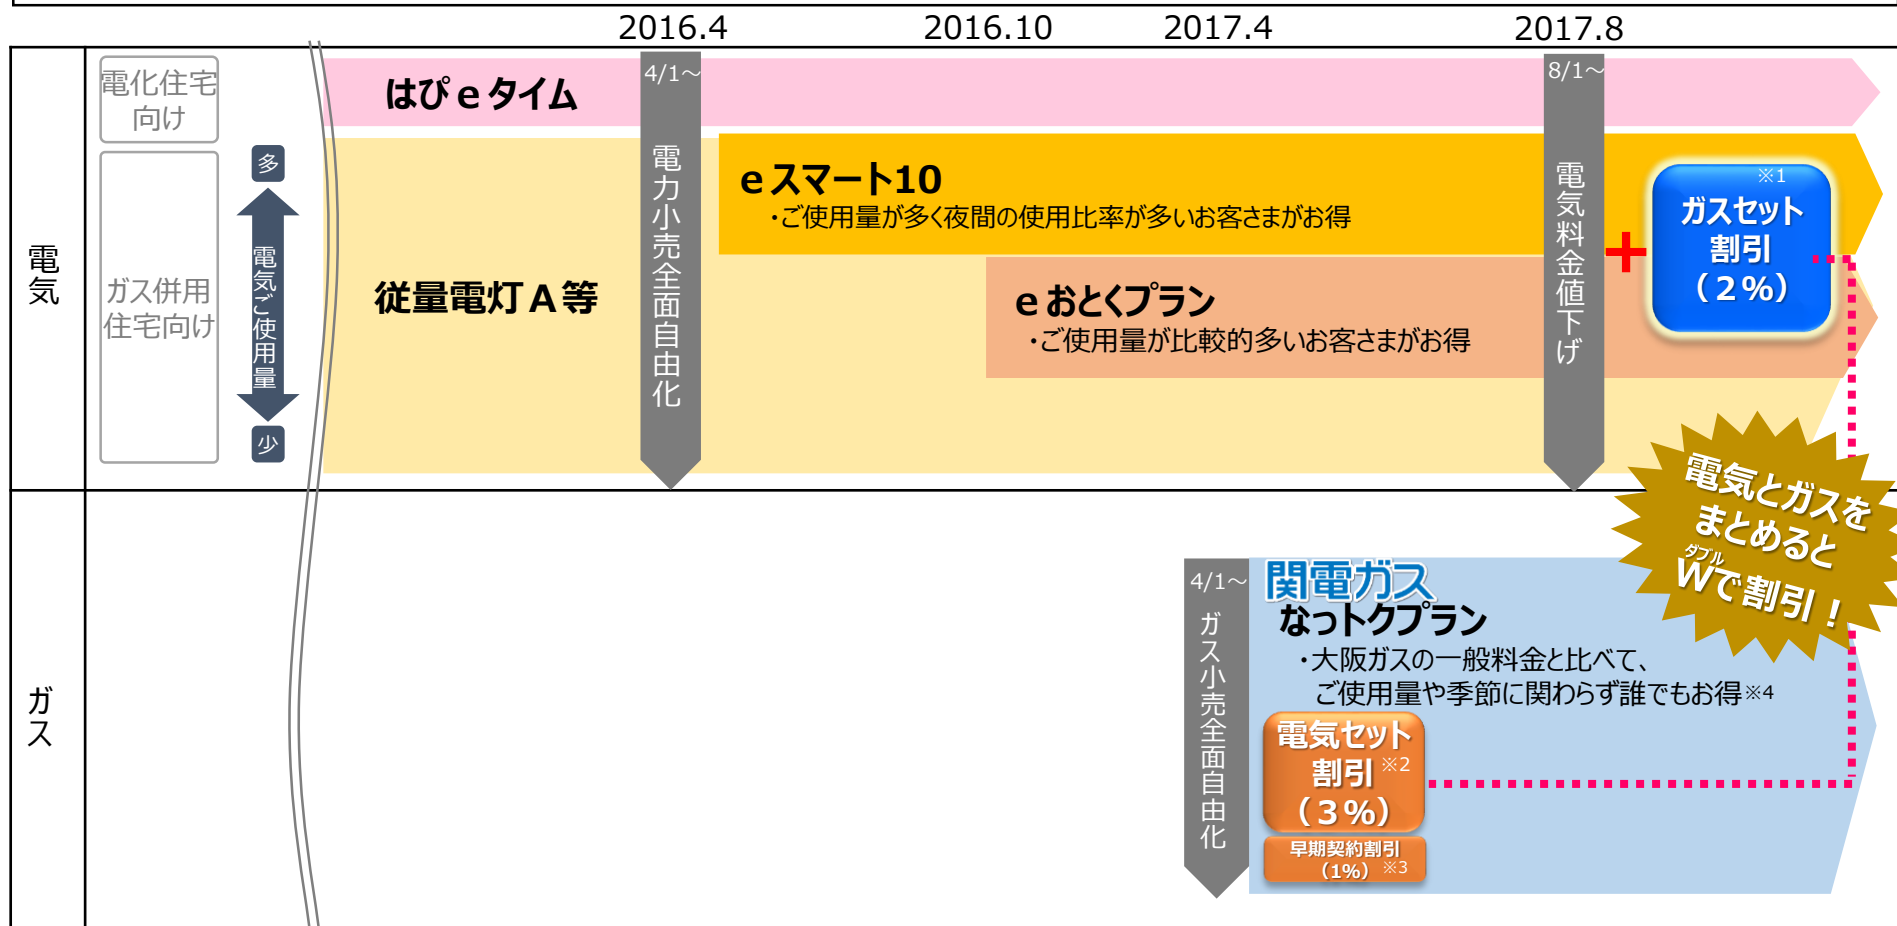 2016.4 2016.10 2017.4 2017.8
電気
電化住宅
向け
ガス併用
住宅向け
多
電気ご使用量
少
はぴｅタイム
従量電灯Ａ等
4/1～
電力小売全面自由化
ｅスマート10
・ご使用量が多く夜間の使用比率が多いお客さまがお得
ｅおとくプラン
・ご使用量が比較的多いお客さまがお得
8/1～
電気料金値下げ
+
※1
ガスセット
割引
（２%）
電気とガスを
まとめると
ダブル
Wで割引！
ガス
4/1～
ガス小売全面自由化
関電ガス
なっトクプラン
・大阪ガスの一般料金と比べて、
ご使用量や季節に関わらず誰でもお得※4
電気セット
割引※2
（３%）
早期契約割引
（1%）※3